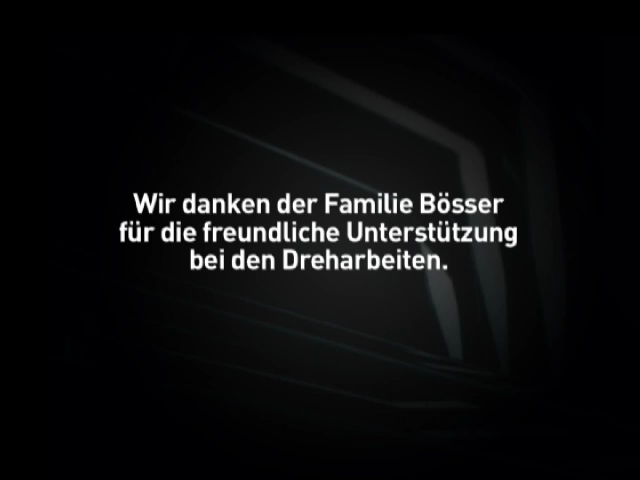 Wir danken der Familie Bösser
für die freundliche Unterstützung
bei den Dreharbeiten.